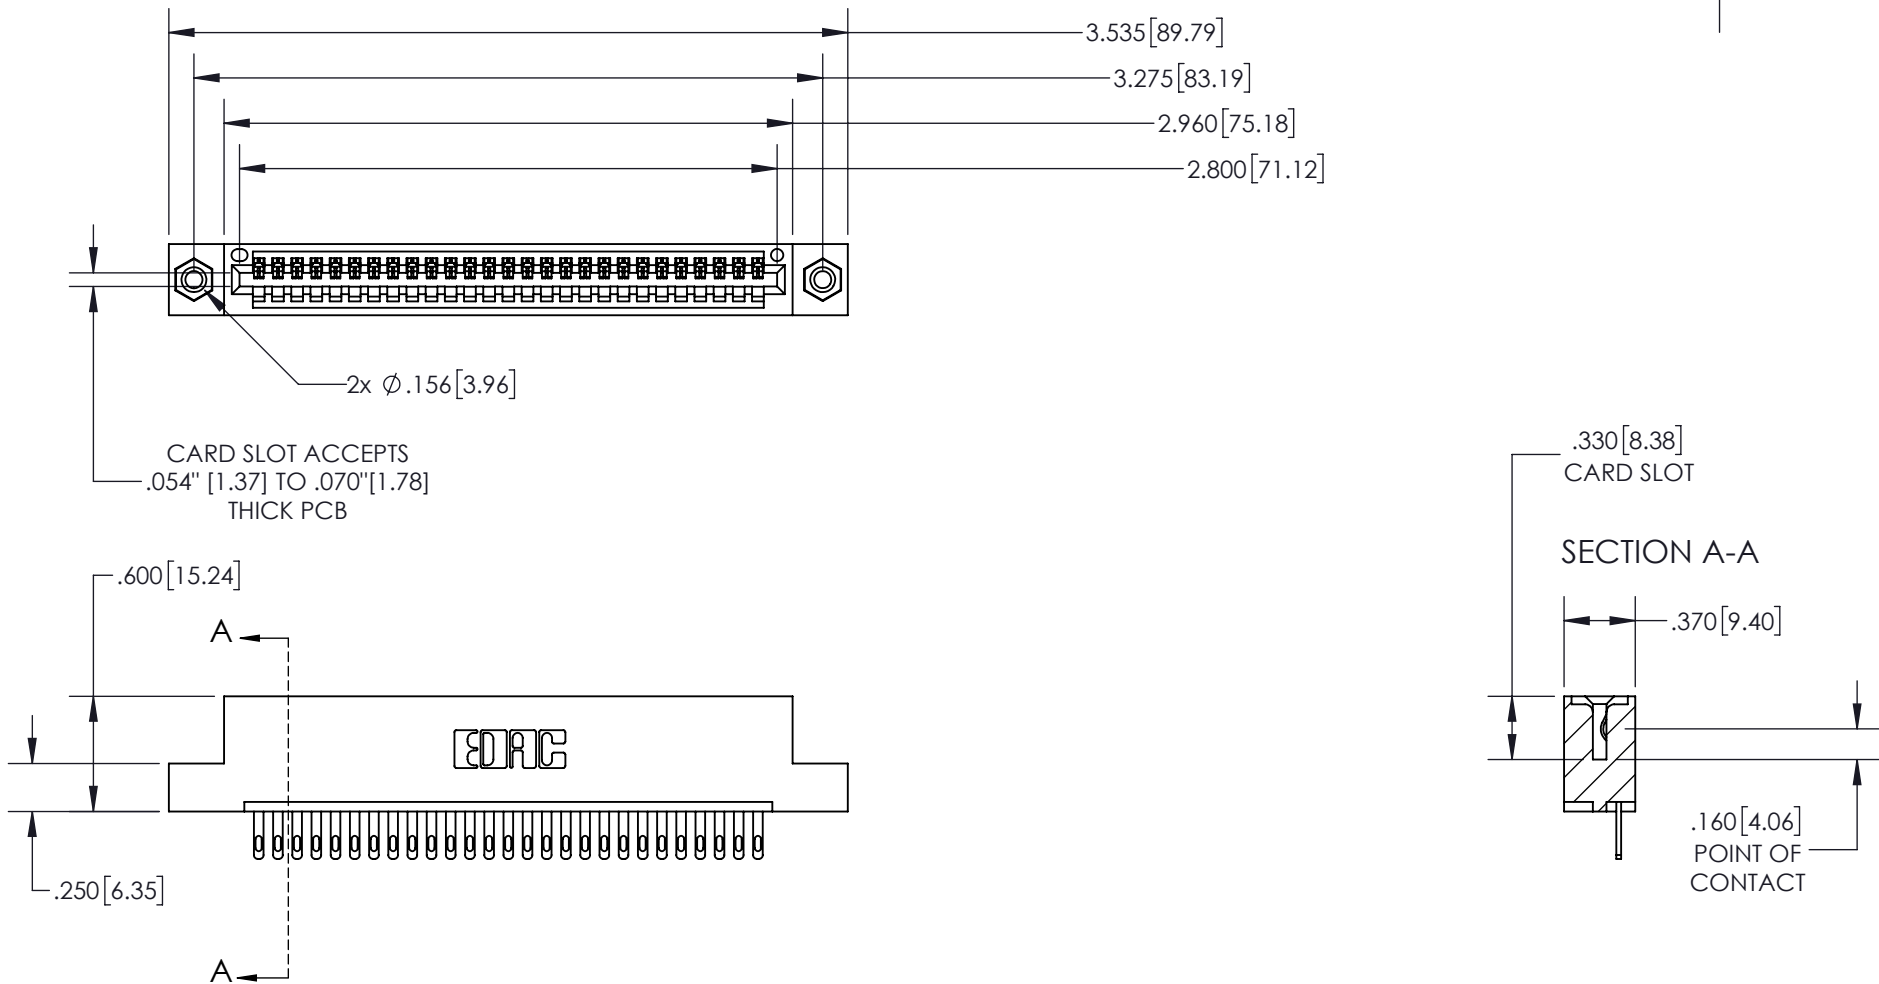 3.535[89.79]
3.275[83.19]
2.960[75.18]
2.800[71.12]
2x Ø.156[3.96]
CARD SLOT ACCEPTS
.054" [1.37] TO .070"[1.78]
THICK PCB
.330[8.38]
CARD SLOT
SECTION A-A
.600[15.24]
.370[9.40]
A
EDAC
.160[4.06]
POINT OF
CONTACT
.250[6.35]
A